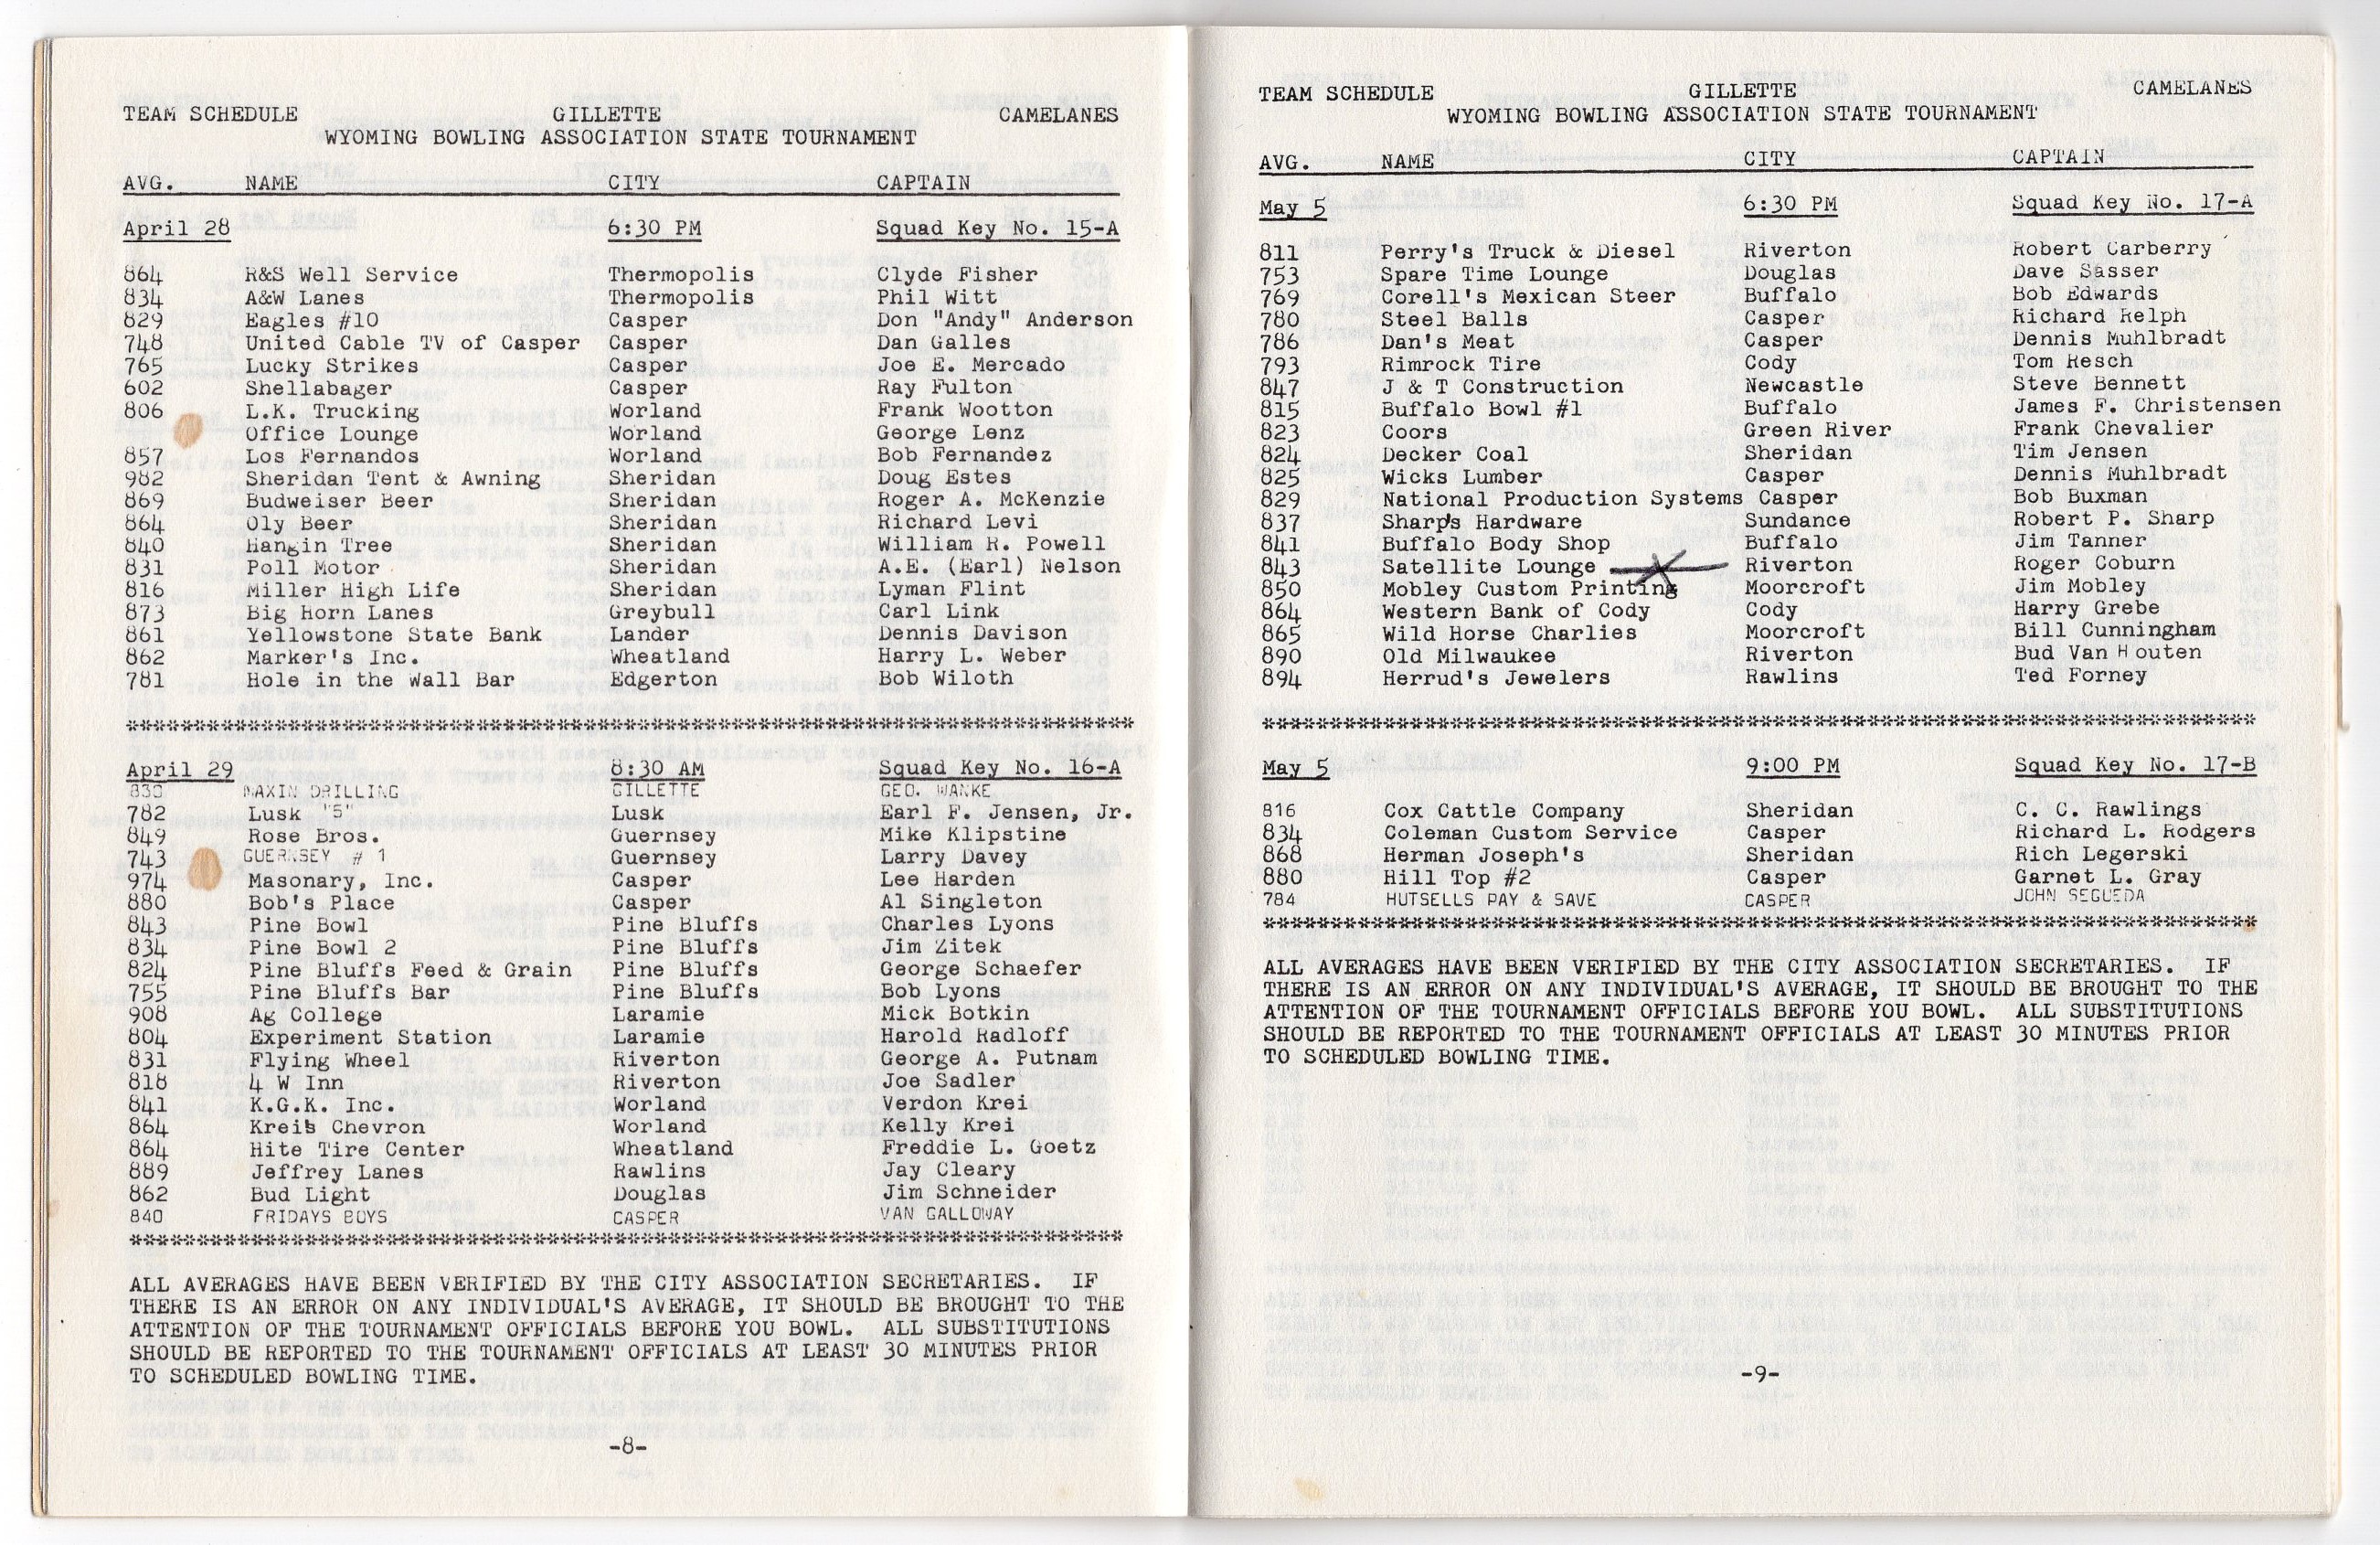 TEAM SCHEDULE GILLETTE CAMELANES
WYOMING BOWLING ASSOCIATION STATE TOURNAMENT
AVG. NAME CITY CAPTAIN
April 28 6:30 PM Squad Key No. 15-A
864 R&S Well Service Thermopolis Clyde Fisher
834 A&W Lanes Thermopolis Phil Witt
829 Eagles #10 Casper Don "Andy" Anderson
748 United Cable TV of Casper Casper Dan Galles
765 Lucky Strikes Casper Joe E. Mercado
602 Shellabager Casper Ray Fulton
806 L.K. Trucking Worland Frank Wootton
Office Lounge Worland George Lenz
857 Los Fernandos Worland Bob Fernandez
982 Sheridan Tent & Awning Sheridan Doug Estes
869 Budweiser Beer Sheridan Roger A. McKenzie
864 Oly Beer Sheridan Richard Levi
840 Hangin Tree Sheridan William R. Powell
831 Poll Motor Sheridan A.E. (Earl) Nelson
816 Miller High Life Sheridan Lyman Flint
873 Big Horn Lanes Greybull Carl Link
861 Yellowstone State Bank Lander Dennis Davison
862 Marker's Inc. Wheatland Harry L. Weber
781 Hole in the Wall Bar Edgerton Bob Wiloth
**************************************************************************
April 29 8:30 AM Squad Key No. 16-A
830 MAXIN DRILLING GILLETTE GEO. WANKE
782 Lusk "5" Lusk Earl F. Jensen, Jr.
849 Rose Bros. Guernsey Mike Klipstine
743 GUERNSEY # 1 Guernsey Larry Davey
974 Masonary, Inc. Casper Lee Harden
880 Bob's Place Casper Al Singleton
843 Pine Bowl Pine Bluffs Charles Lyons
834 Pine Bowl 2 Pine Bluffs Jim Zitek
824 Pine Bluffs Feed & Grain Pine Bluffs George Schaefer
755 Pine Bluffs Bar Pine Bluffs Bob Lyons
908 Ag College Laramie Mick Botkin
804 Experiment Station Laramie Harold Radloff
831 Flying Wheel Riverton George A. Putnam
818 4 W Inn Riverton Joe Sadler
841 K.G.K. Inc. Worland Verdon Krei
864 Kreis Chevron Worland Kelly Krei
864 Hite Tire Center Wheatland Freddie L. Goetz
889 Jeffrey Lanes Rawlins Jay Cleary
862 Bud Light Douglas Jim Schneider
840 FRIDAYS BOYS CASPER VAN GALLOWAY
**************************************************************************
ALL AVERAGES HAVE BEEN VERIFIED BY THE CITY ASSOCIATION SECRETARIES. IF
THERE IS AN ERROR ON ANY INDIVIDUAL'S AVERAGE, IT SHOULD BE BROUGHT TO THE
ATTENTION OF THE TOURNAMENT OFFICIALS BEFORE YOU BOWL. ALL SUBSTITUTIONS
SHOULD BE REPORTED TO THE TOURNAMENT OFFICIALS AT LEAST 30 MINUTES PRIOR
TO SCHEDULED BOWLING TIME.
-8-
TEAM SCHEDULE GILLETTE CAMELANES
WYOMING BOWLING ASSOCIATION STATE TOURNAMENT
AVG. NAME CITY CAPTAIN
May 5 6:30 PM Squad Key No. 17-A
811 Perry's Truck & Diesel Riverton Robert Carberry
753 Spare Time Lounge Douglas Dave Sasser
769 Corell's Mexican Steer Buffalo Bob Edwards
780 Steel Balls Casper Richard Relph
786 Dan's Meat Casper Dennis Muhlbradt
793 Rimrock Tire Cody Tom Resch
847 J & T Construction Newcastle Steve Bennett
815 Buffalo Bowl #1 Buffalo James F. Christensen
823 Coors Green River Frank Chevalier
824 Decker Coal Sheridan Tim Jensen
825 Wicks Lumber Casper Dennis Muhlbradt
829 National Production Systems Casper Bob Buxman
837 Sharp's Hardware Sundance Robert P. Sharp
841 Buffalo Body Shop Buffalo Jim Tanner
843 Satellite Lounge Riverton Roger Coburn
850 Mobley Custom Printing Moorcroft Jim Mobley
864 Western Bank of Cody Cody Harry Grebe
865 Wild Horse Charlies Moorcroft Bill Cunningham
890 Old Milwaukee Riverton Bud Van Houten
894 Herrud's Jewelers Rawlins Ted Forney
**************************************************************************
May 5 9:00 PM Squad Key No. 17-B
816 Cox Cattle Company Sheridan C. C. Rawlings
834 Coleman Custom Service Casper Richard L. Rodgers
868 Herman Joseph's Sheridan Rich Legerski
880 Hill Top #2 Casper Garnet L. Gray
784 HUTSELLS PAY & SAVE CASPER JOHN SEGUEDA
**************************************************************************
ALL AVERAGES HAVE BEEN VERIFIED BY THE CITY ASSOCIATION SECRETARIES. IF
THERE IS AN ERROR ON ANY INDIVIDUAL'S AVERAGE, IT SHOULD BE BROUGHT TO THE
ATTENTION OF THE TOURNAMENT OFFICIALS BEFORE YOU BOWL. ALL SUBSTITUTIONS
SHOULD BE REPORTED TO THE TOURNAMENT OFFICIALS AT LEAST 30 MINUTES PRIOR
TO SCHEDULED BOWLING TIME.
-9-